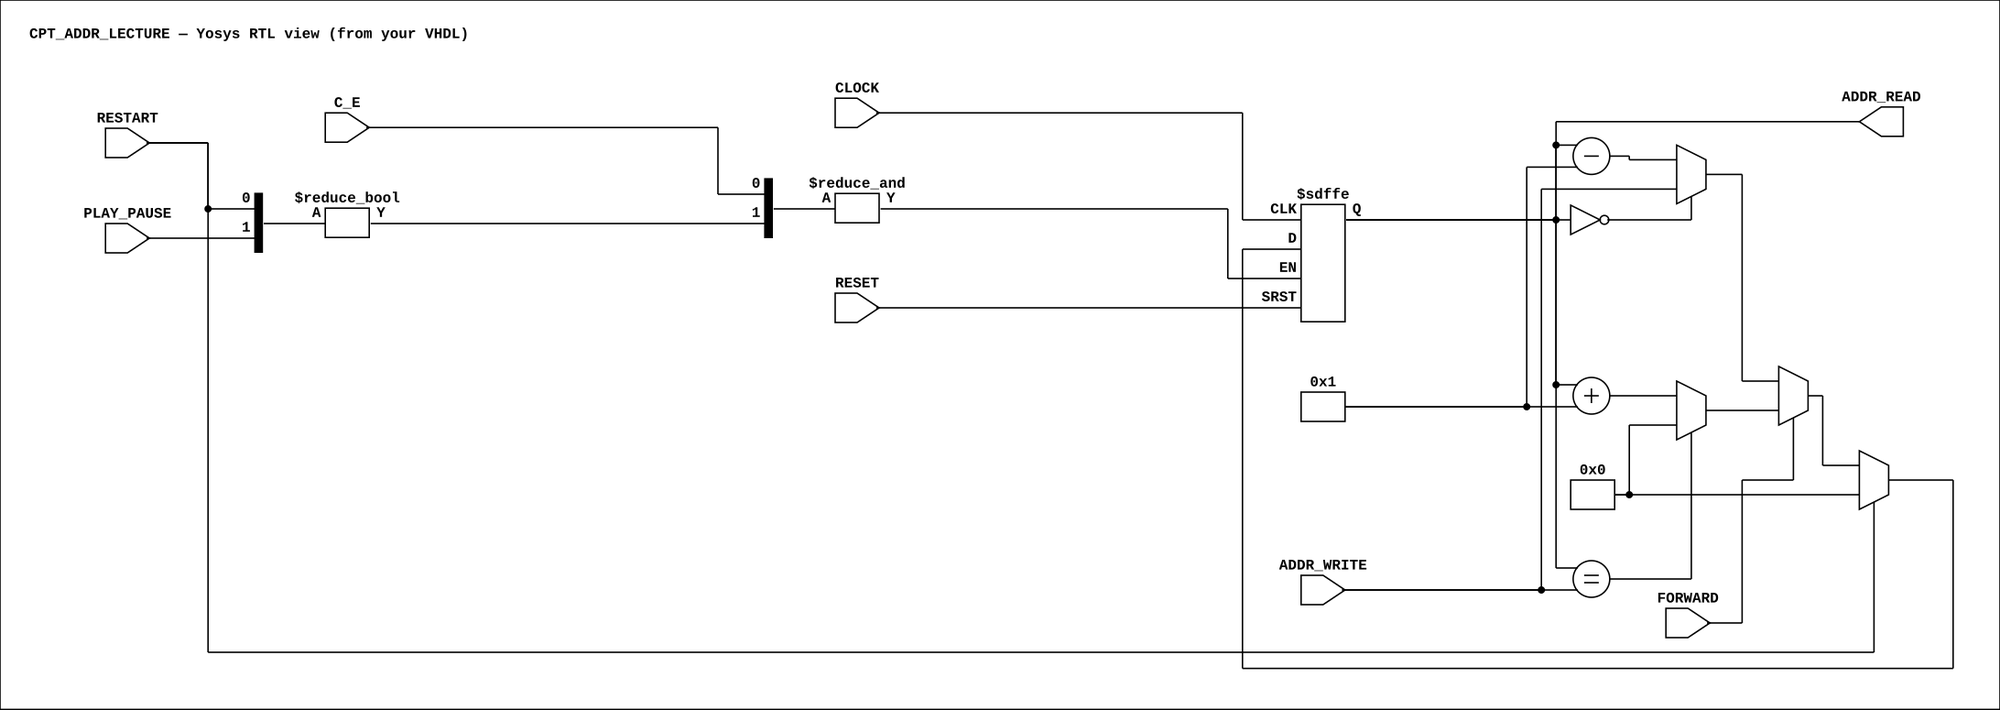 CPT_ADDR_LECTURE — Yosys RTL view (from your VHDL)
CLOCK
ADDR_READ
C_E
RESTART
0
$reduce_bool
A
Y
PLAY_PAUSE
1
0
$reduce_and
A
Y
1
$sdffe
CLK
Q
D
EN
SRST
RESET
0x1
0x0
ADDR_WRITE
FORWARD